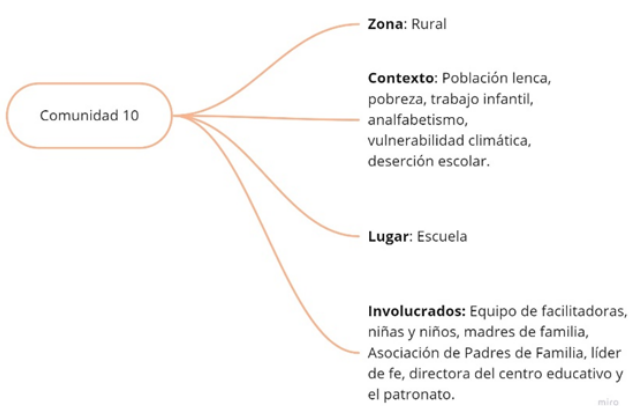 Comunidad 10
Zona: Rural
Contexto: Población lenca,
pobreza, trabajo infantil,
analfabetismo,
vulnerabilidad climática,
deserción escolar.
Lugar: Escuela
Involucrados: Equipo de facilitadoras,
niñas y niños, madres de familia,
Asociación de Padres de Familia, líder
de fe, directora del centro educativo y
el patronato.
miro